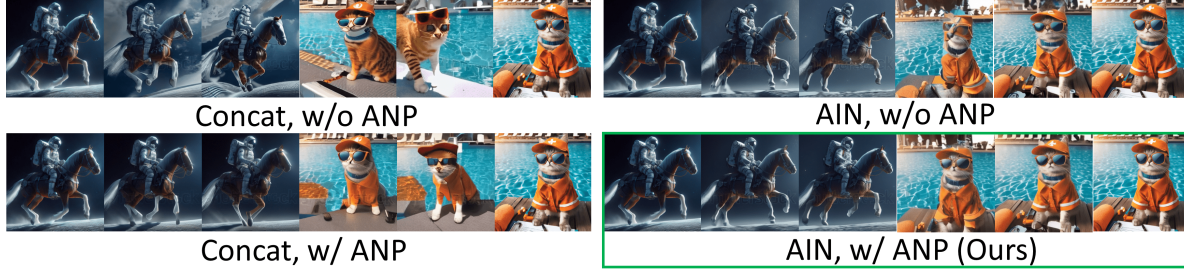 Concat, w/o ANP
AIN, w/o ANP
Concat, w/ ANP
AIN, w/ ANP (Ours)